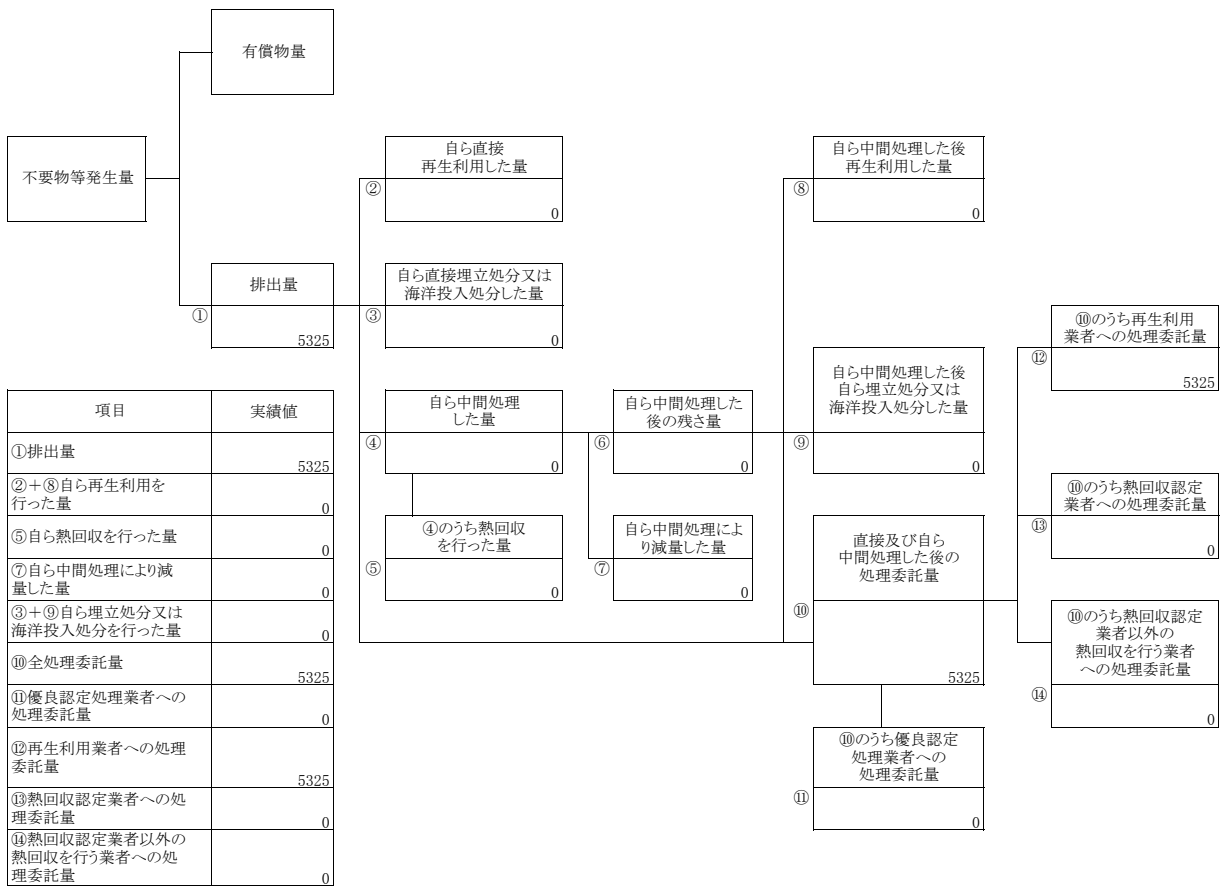 有償物量
不要物等発生量
自ら直接
再生利用した量
②
0
自ら中間処理した後
再生利用した量
⑧
0
排出量
①
5325
自ら直接埋立処分又は
海洋投入処分した量
③
0
⑩のうち再生利用
業者への処理委託量
⑫
5325
自ら中間処理
した量
④
0
自ら中間処理した
後の残さ量
⑥
0
自ら中間処理した後
自ら埋立処分又は
海洋投入処分した量
⑨
0
⑩のうち熱回収認定
業者への処理委託量
⑬
0
④のうち熱回収
を行った量
⑤
0
自ら中間処理によ
り減量した量
⑦
0
直接及び自ら
中間処理した後の
処理委託量
⑩
5325
⑩のうち熱回収認定
業者以外の
熱回収を行う業者
への処理委託量
⑭
0
⑩のうち優良認定
処理業者への
処理委託量
⑪
0
項目
実績値
①排出量
5325
②＋⑧自ら再生利用を
行った量
0
⑤自ら熱回収を行った量
0
⑦自ら中間処理により減
量した量
0
③＋⑨自ら埋立処分又は
海洋投入処分を行った量
0
⑩全処理委託量
5325
⑪優良認定処理業者への
処理委託量
0
⑫再生利用業者への処理
委託量
5325
⑬熱回収認定業者への処
理委託量
0
⑭熱回収認定業者以外の
熱回収を行う業者への処
理委託量
0